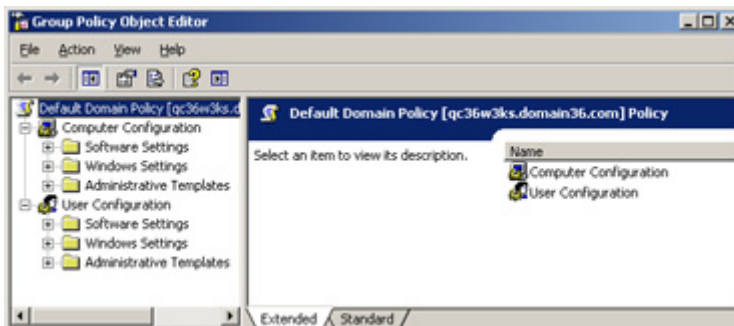 Group Policy Object Editor
File Action View Help
Default Domain Policy [qc36w3ks.d
Computer Configuration
Software Settings
Windows Settings
Administrative Templates
User Configuration
Software Settings
Windows Settings
Administrative Templates
Default Domain Policy [qc36w3ks.domain36.com] Policy
Select an item to view its description.
Name
Computer Configuration
User Configuration
Extended Standard